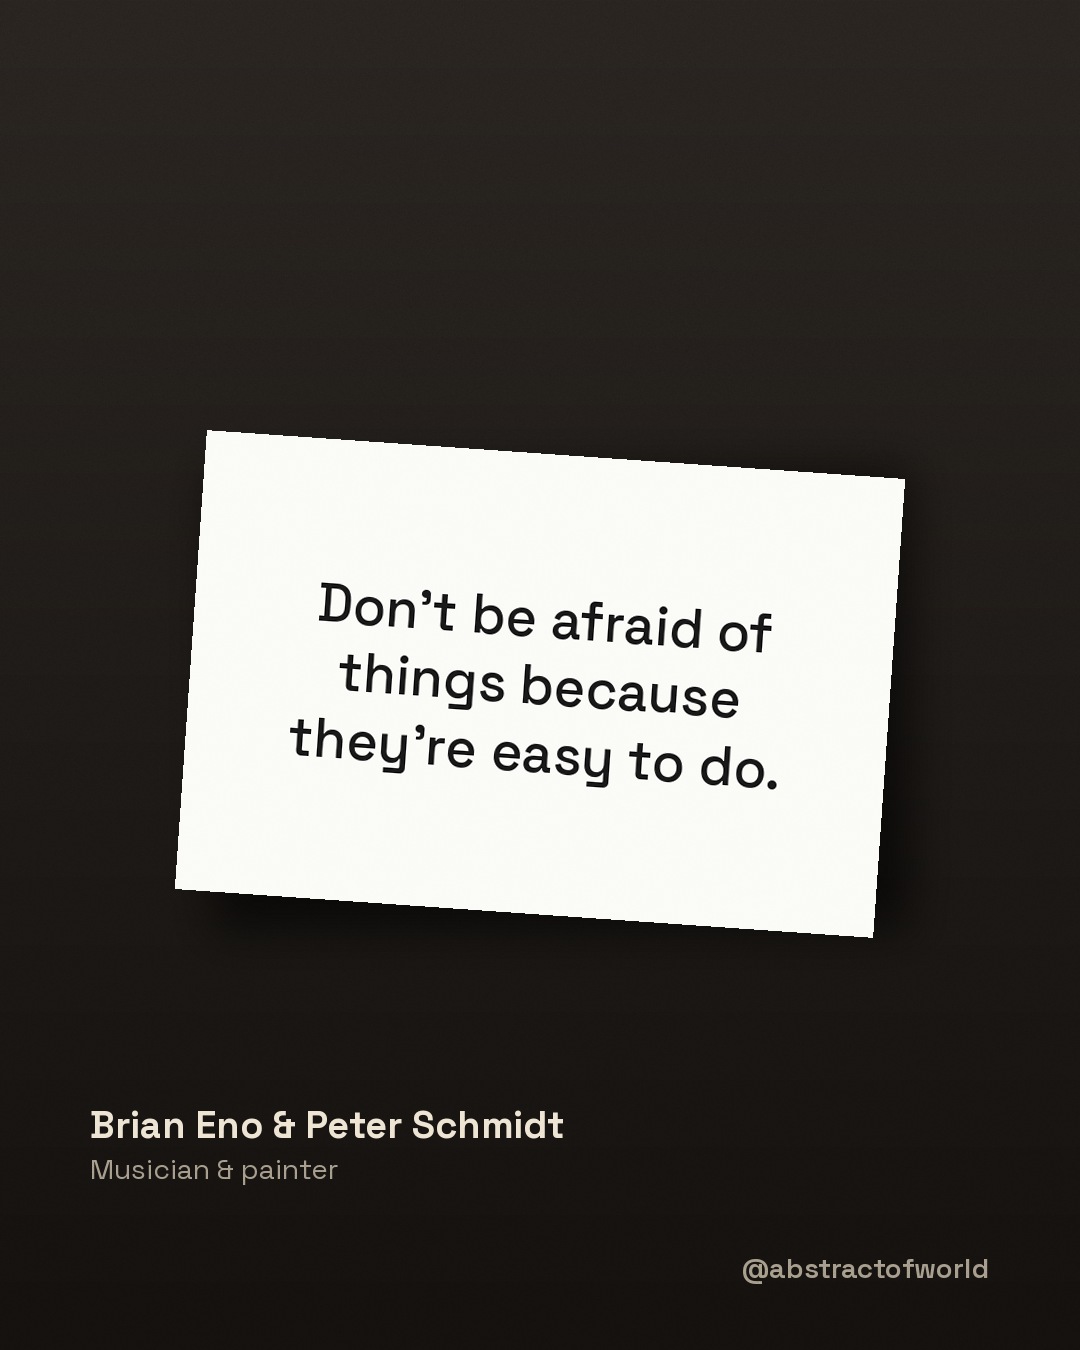 Don’t be afraid of
things because
they’re easy to do.
Brian Eno & Peter Schmidt
Musician & painter
@abstractofworld